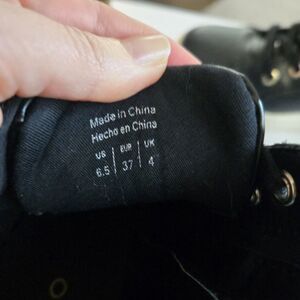 Made in China
Hecho en China
US EUR UK
6.5 37 4